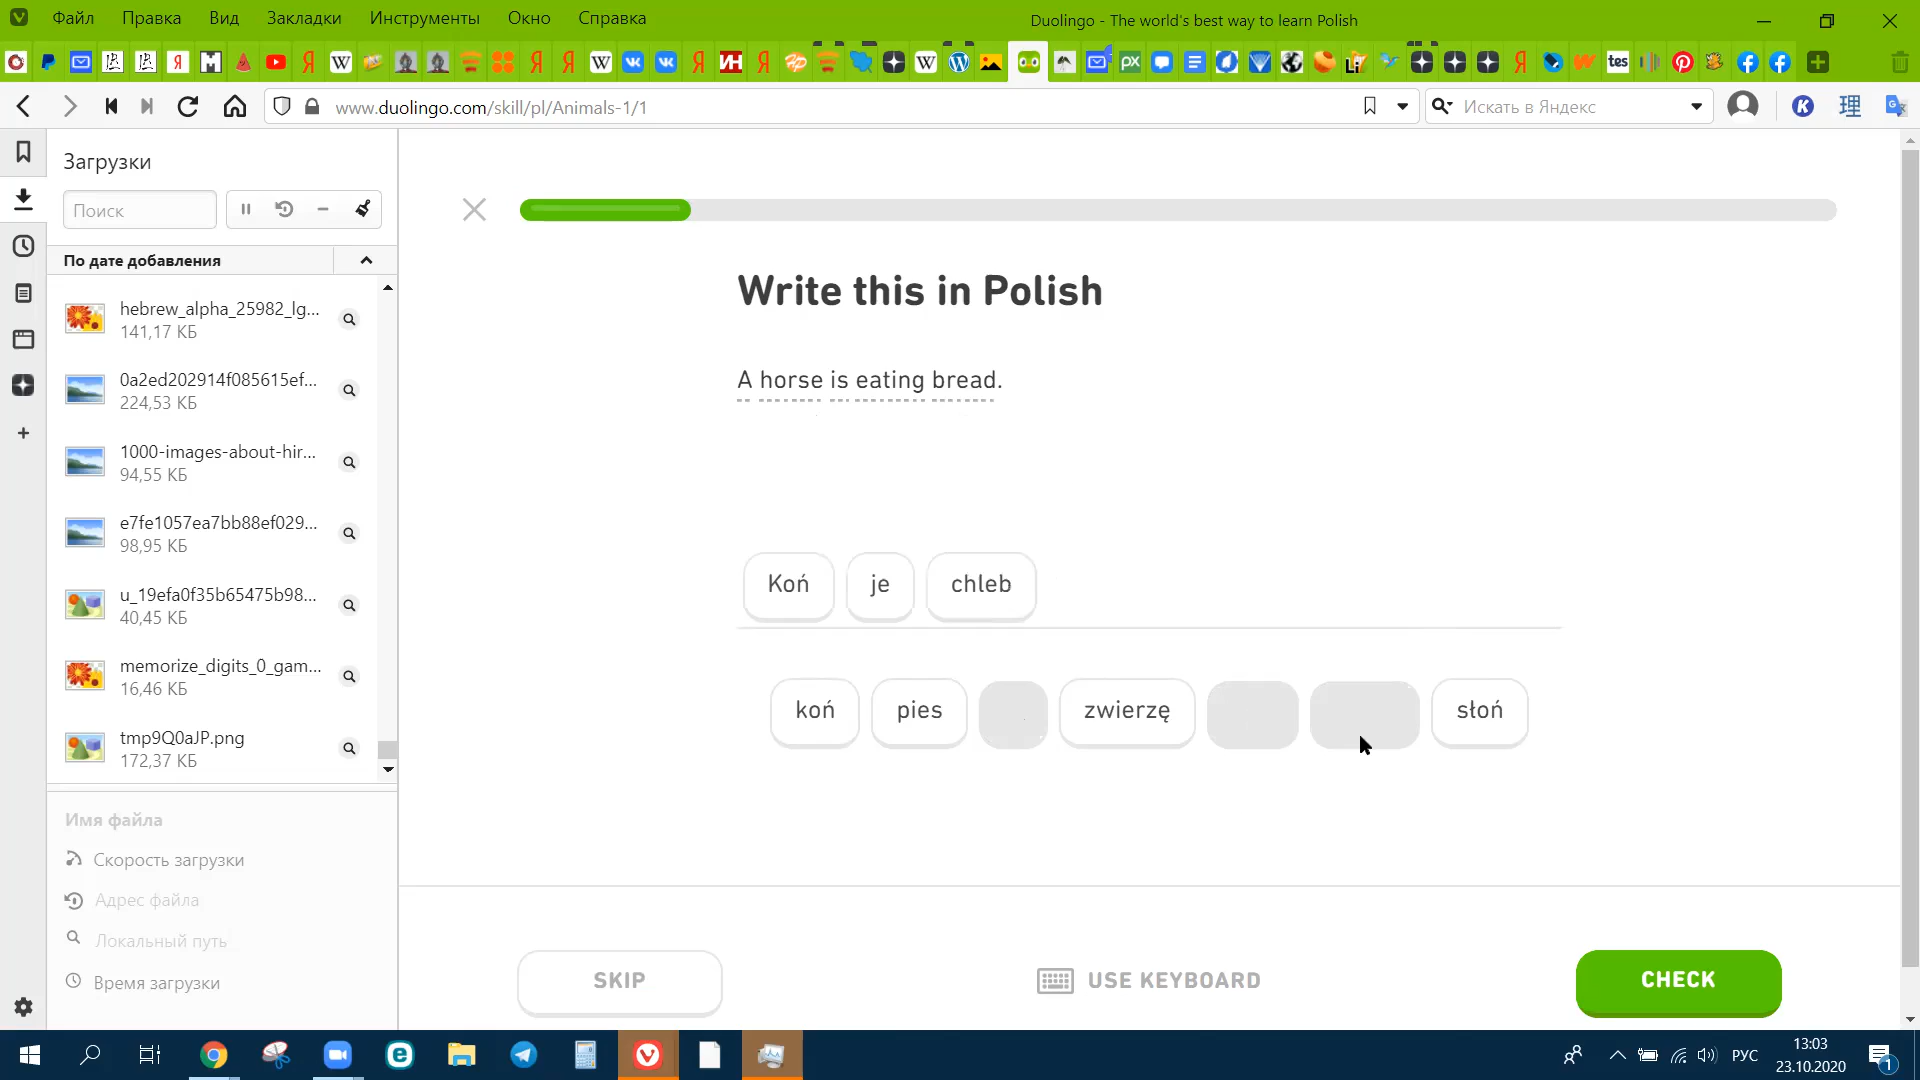 Файл Правка Вид Закладки Инструменты Окно Справка
Duolingo - The world's best way to learn Polish
www.duolingo.com/skill/pl/Animals-1/1
Искать в Яндекс
Загрузки
Поиск
По дате добавления
hebrew_alpha_25982_lg...
141,17 КБ
0a2ed202914f085615ef...
224,53 КБ
1000-images-about-hir...
94,55 КБ
e7fe1057ea7bb88ef029...
98,95 КБ
u_19efa0f35b65475b98...
40,45 КБ
memorize_digits_0_gam...
16,46 КБ
tmp9Q0aJP.png
172,37 КБ
Имя файла
Скорость загрузки
Адрес файла
Локальный путь
Время загрузки
Write this in Polish
A horse is eating bread.
Koń je chleb
koń pies zwierzę słoń
SKIP
USE KEYBOARD
CHECK
РУС
13:03
23.10.2020
1